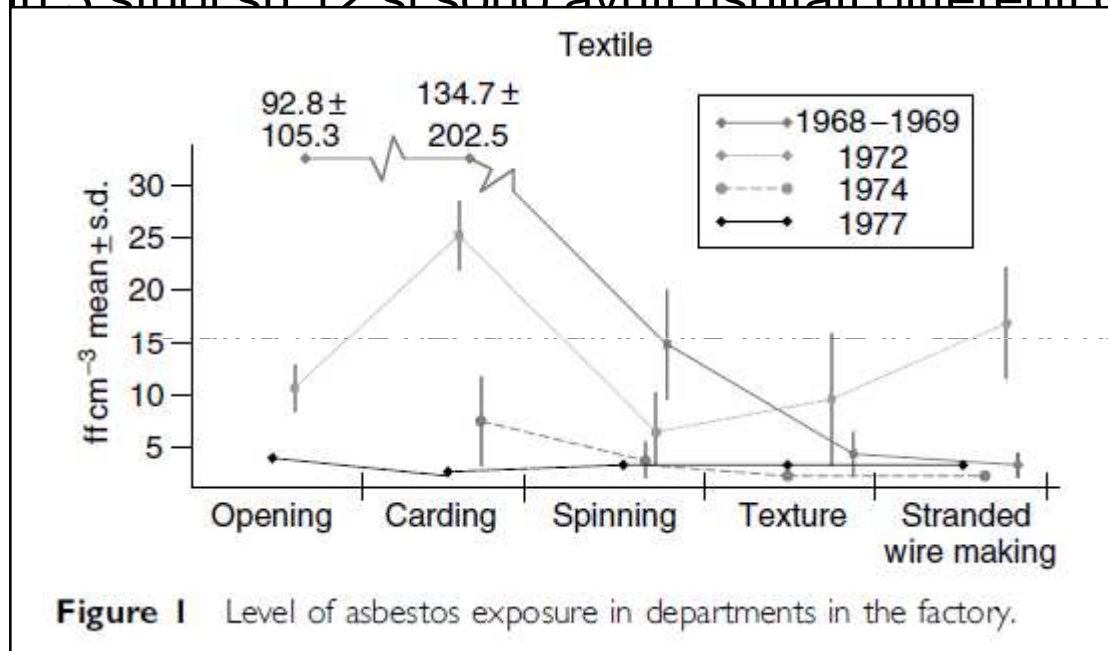 Textile
92.8 ±
105.3
134.7 ±
202.5
1968–1969
1972
1974
1977
ff cm⁻³ mean ± s.d.
30
25
20
15
10
5
Opening
Carding
Spinning
Texture
Stranded
wire making
Figure 1 Level of asbestos exposure in departments in the factory.